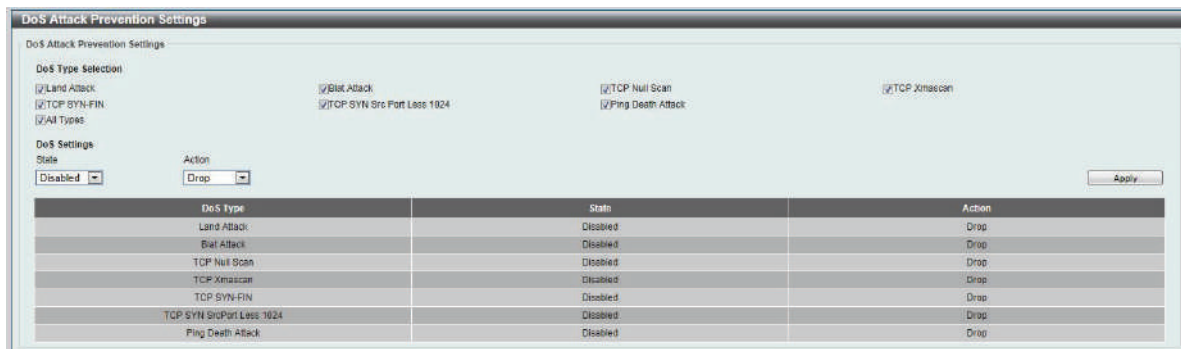 DoS Attack Prevention Settings
DoS Attack Prevention Settings
DoS Type Selection
Land Attack Blat Attack TCP Null Scan TCP Xmascan
TCP SYN-FIN TCP SYN Src Port Less 1024 Ping Death Attack
All Types
DoS Settings
State Action
Disabled Drop Apply
DoS Type State Action
Land Attack Disabled Drop
Blat Attack Disabled Drop
TCP Null Scan Disabled Drop
TCP Xmascan Disabled Drop
TCP SYN-FIN Disabled Drop
TCP SYN SrcPort Less 1024 Disabled Drop
Ping Death Attack Disabled Drop